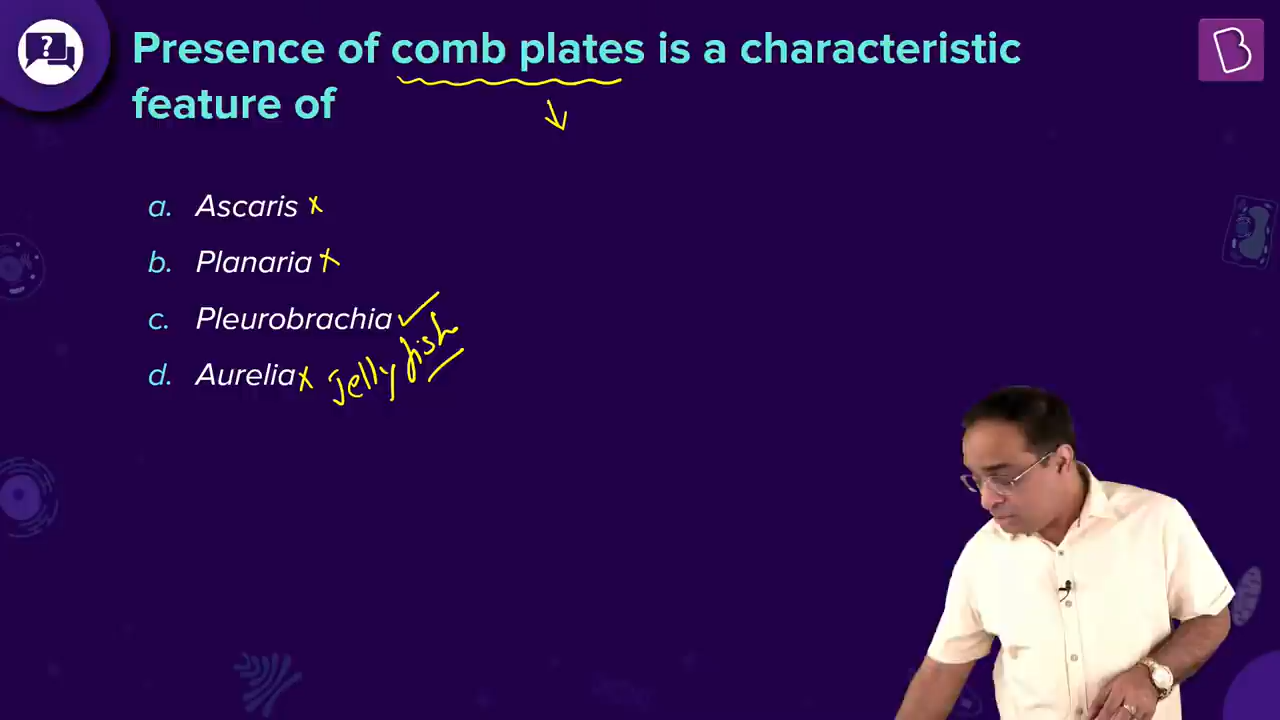 Presence of comb plates is a characteristic
feature of
a. Ascaris x
b. Planaria x
c. Pleurobrachia ✓
d. Aurelia x Jelly fish